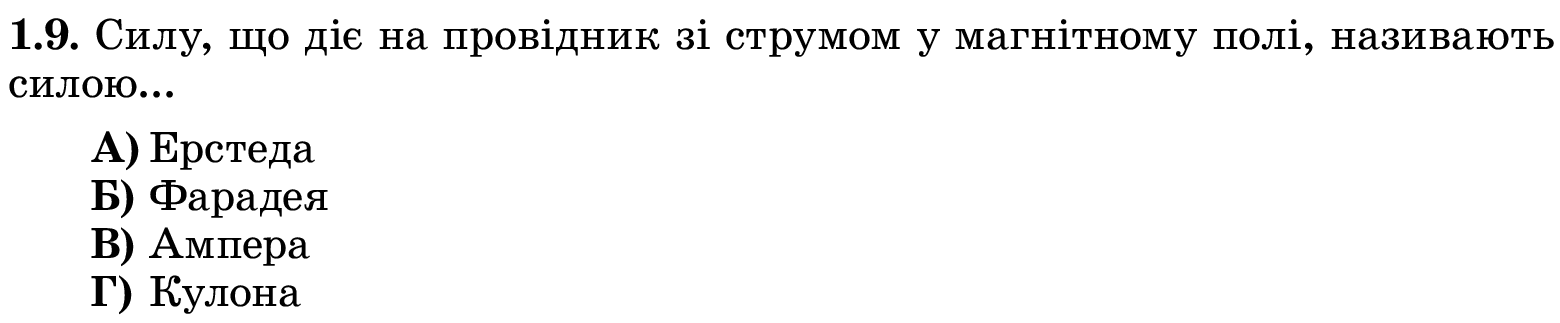 1.9. Силу, що діє на провідник зі струмом у магнітному полі, називають
силою...
А) Ерстеда
Б) Фарадея
В) Ампера
Г) Кулона